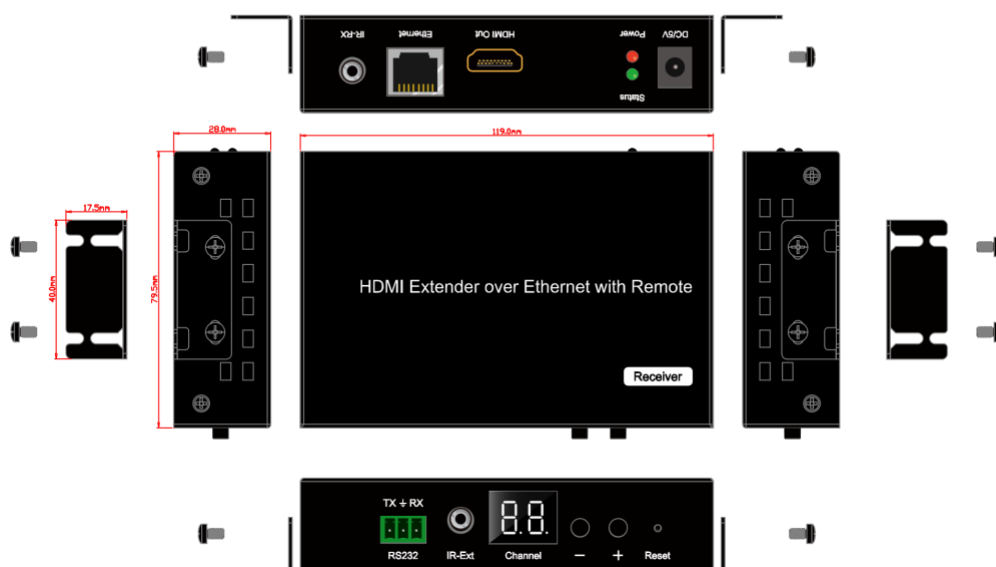 IR-RX
Ethernet
HDMI Out
Power
DC/5V
Status
28.0mm
119.0mm
17.5mm
40.0mm
79.5mm
HDMI Extender over Ethernet with Remote
Receiver
TX ⏚ RX
8.8.
RS232
IR-Ext
Channel
−
+
Reset